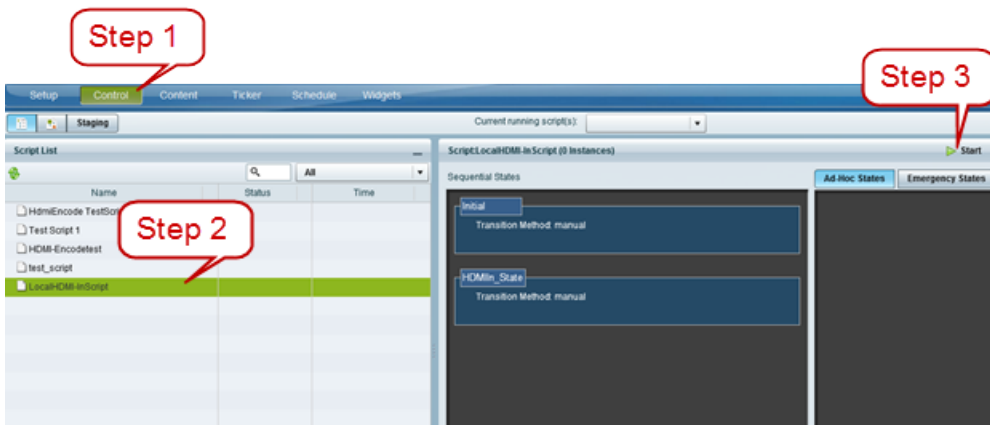 Step 1
Step 3
Setup Control Content Ticker Schedule Widgets
Staging Current running script(s):
Script List
Script:LocalHDMI-InScript (0 Instances) Start
All
Sequential States
Ad-Hoc States Emergency States
Name Status Time
HdmiEncode
Initial
Transition Method: manual
Test Script 1
Step 2
HDMI-Encodetest
test_script
HDMIIn_State
LocalHDMI-InScript
Transition Method: manual